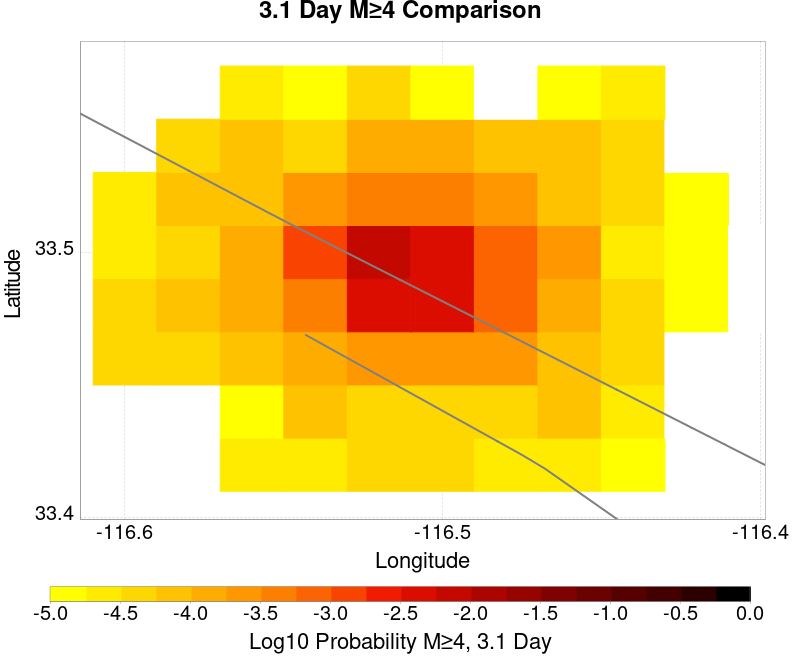 3.1 Day M≥4 Comparison
Latitude
33.5
33.4
-116.6 -116.5 -116.4
Longitude
-5.0 -4.5 -4.0 -3.5 -3.0 -2.5 -2.0 -1.5 -1.0 -0.5 0.0
Log10 Probability M≥4, 3.1 Day